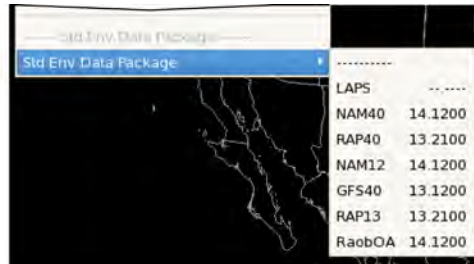 ------Std Env Data Package------
Std Env Data Package
----------
LAPS --.----
NAM40 14.1200
RAP40 13.2100
NAM12 14.1200
GFS40 13.1200
RAP13 13.2100
RaobOA 14.1200